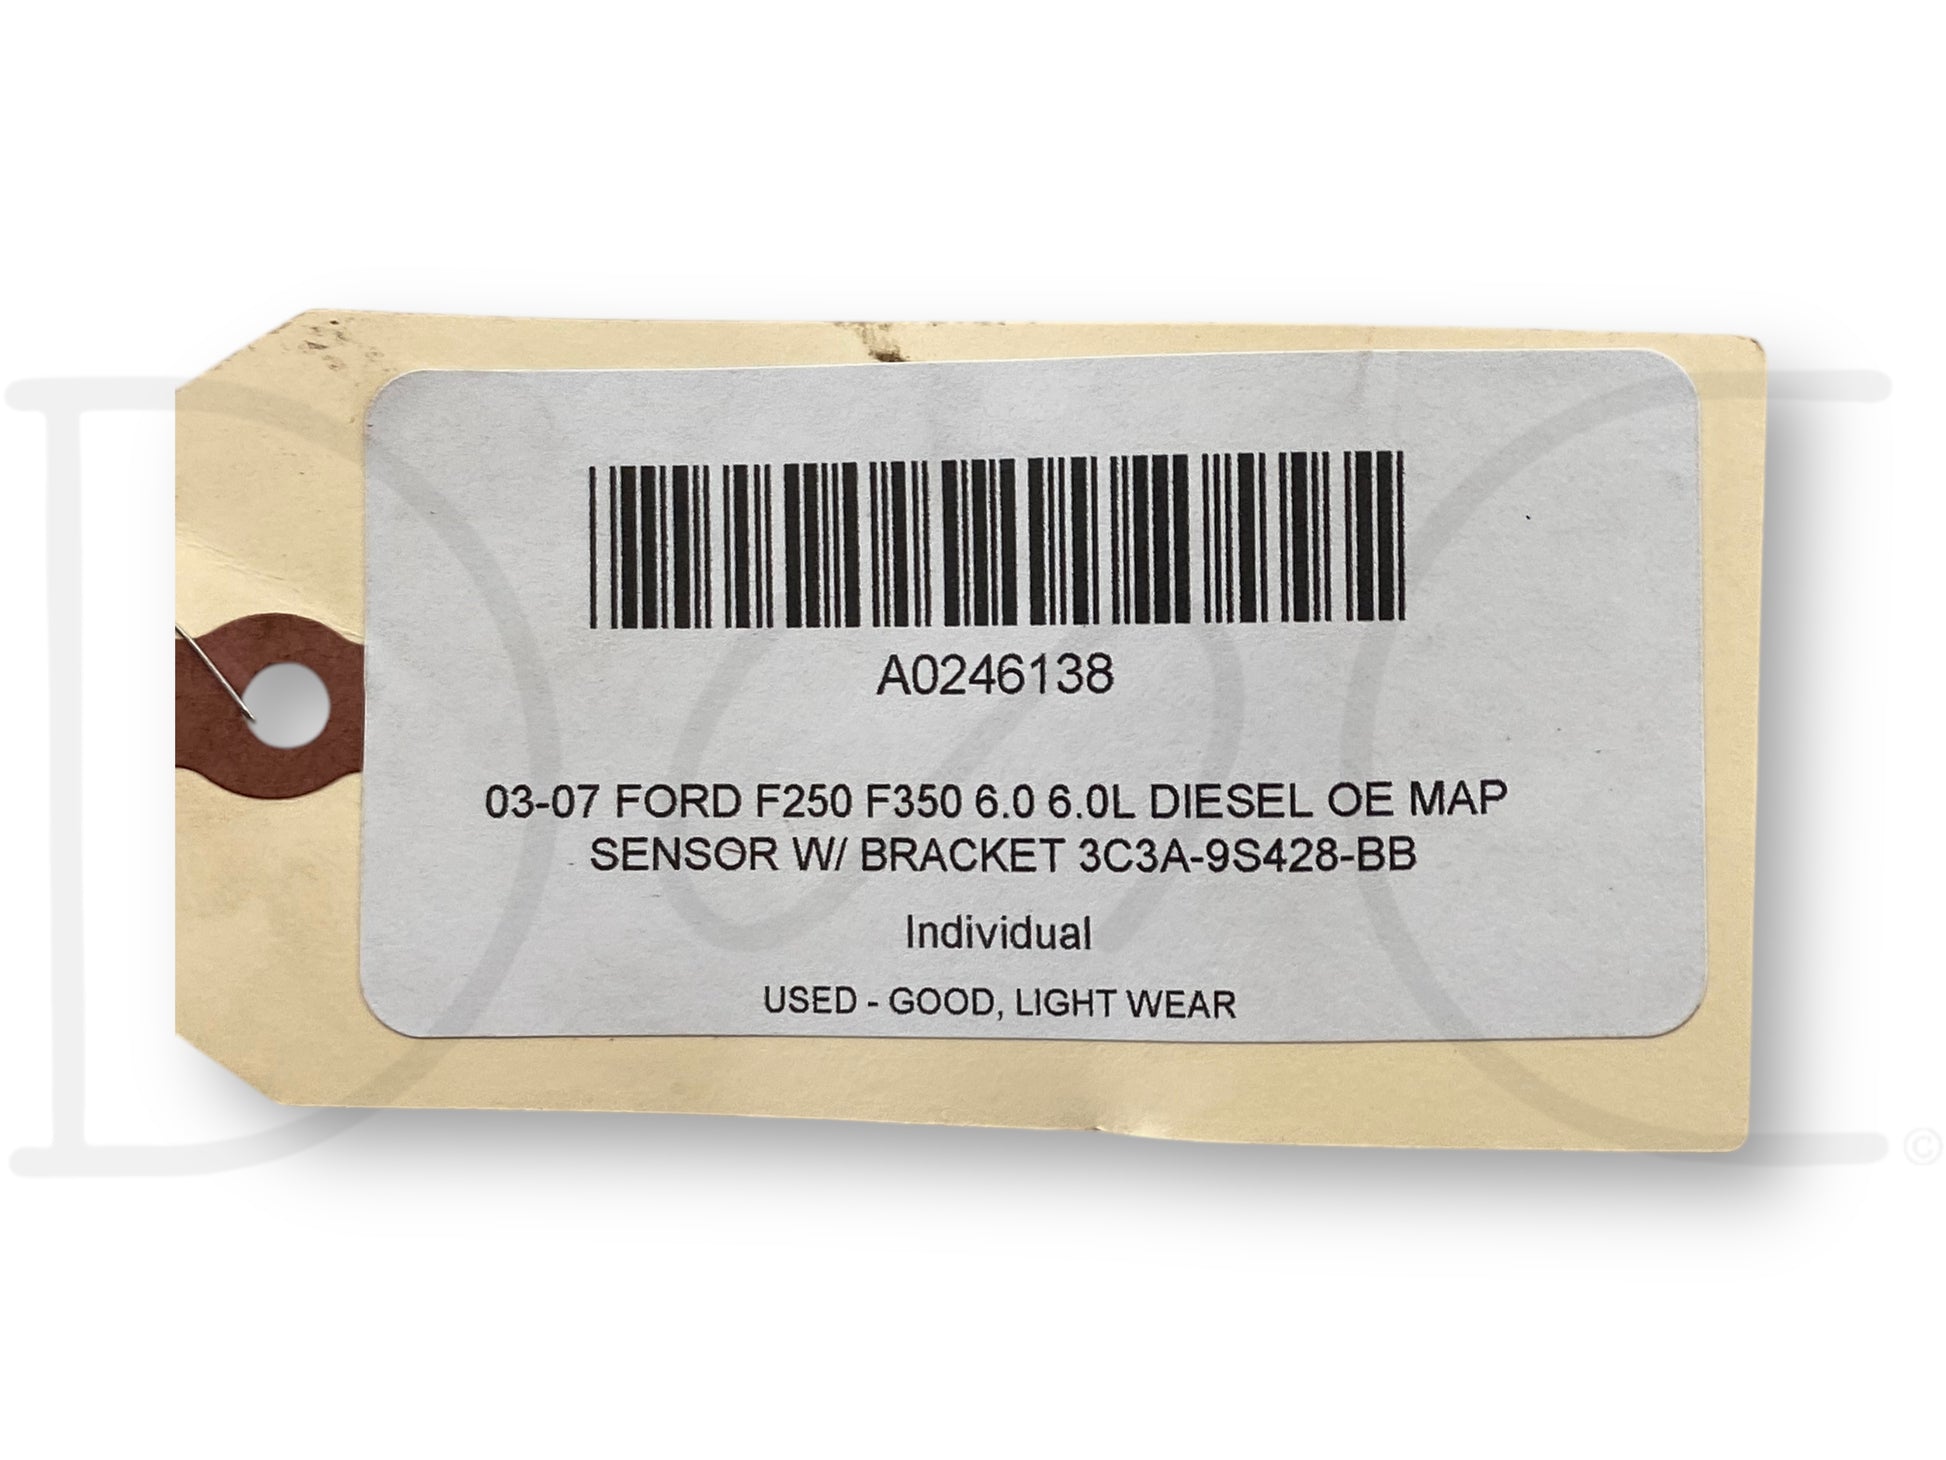 A0246138
03-07 FORD F250 F350 6.0 6.0L DIESEL OE MAP
SENSOR W/ BRACKET 3C3A-9S428-BB
Individual
USED - GOOD, LIGHT WEAR
D C ©